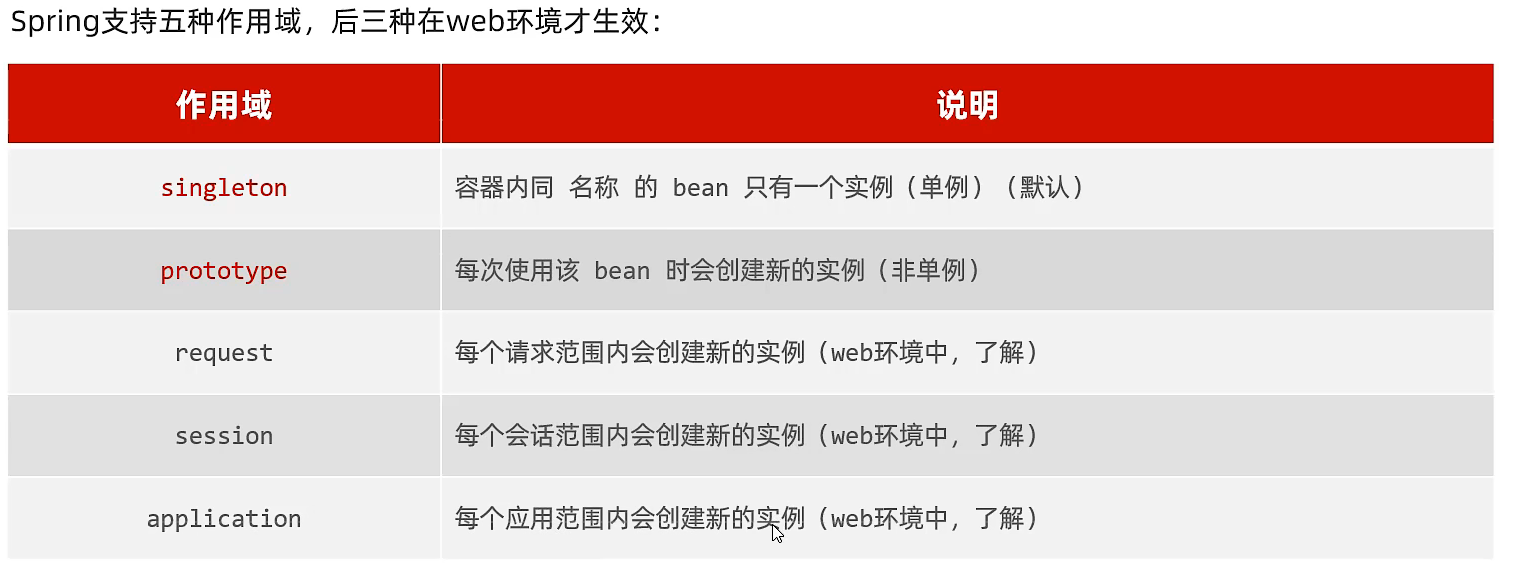 Spring支持五种作用域，后三种在web环境才生效：
作用域 说明
singleton 容器内同 名称 的 bean 只有一个实例（单例）（默认）
prototype 每次使用该 bean 时会创建新的实例（非单例）
request 每个请求范围内会创建新的实例（web环境中，了解）
session 每个会话范围内会创建新的实例（web环境中，了解）
application 每个应用范围内会创建新的实例（web环境中，了解）